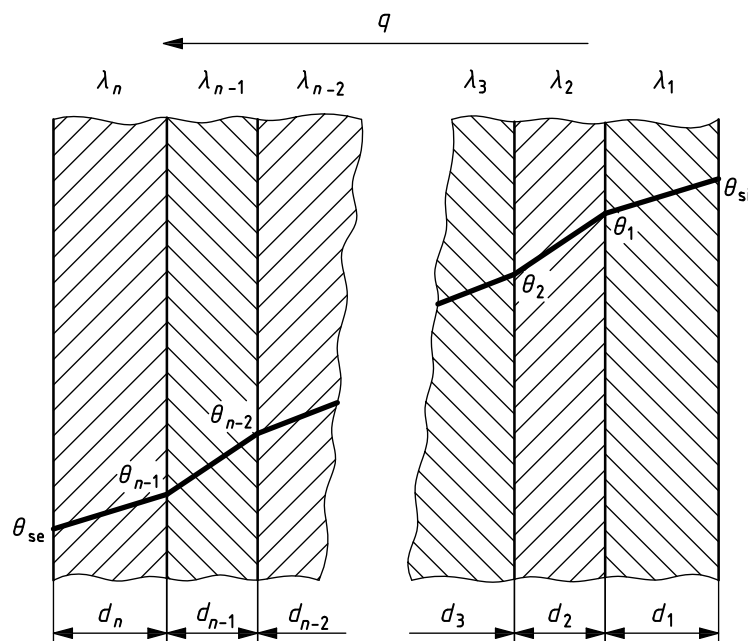 q
λn λn-1 λn-2 λ3 λ2 λ1
θsi
θ1
θ2
θn-2
θn-1
θse
dn dn-1 dn-2 d3 d2 d1